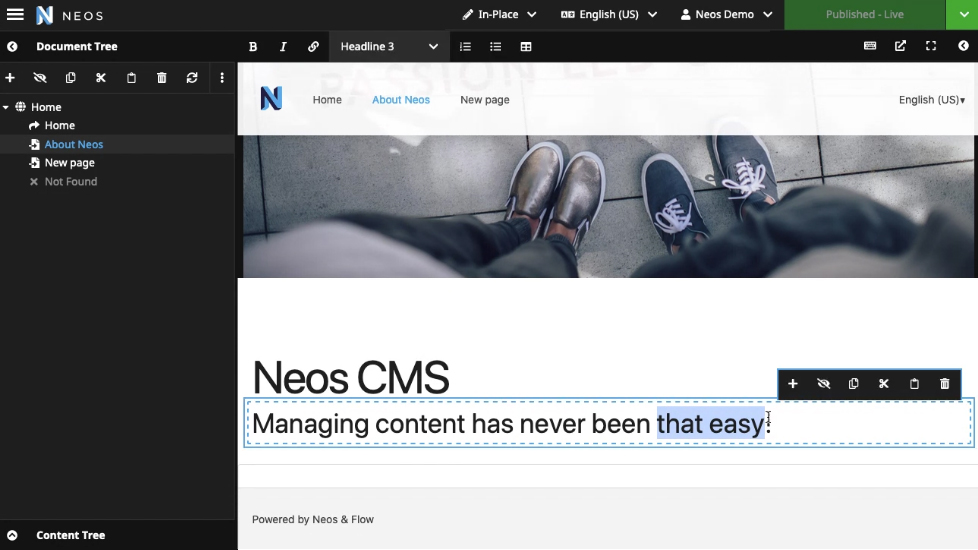 NEOS
In-Place
English (US)
Neos Demo
Published - Live
Document Tree
B
I
Headline 3
Home
Home
About Neos
New page
Not Found
Content Tree
PASSION LED
Home
About Neos
New page
English (US)▾
Neos CMS
Managing content has never been that easy!
Powered by Neos & Flow